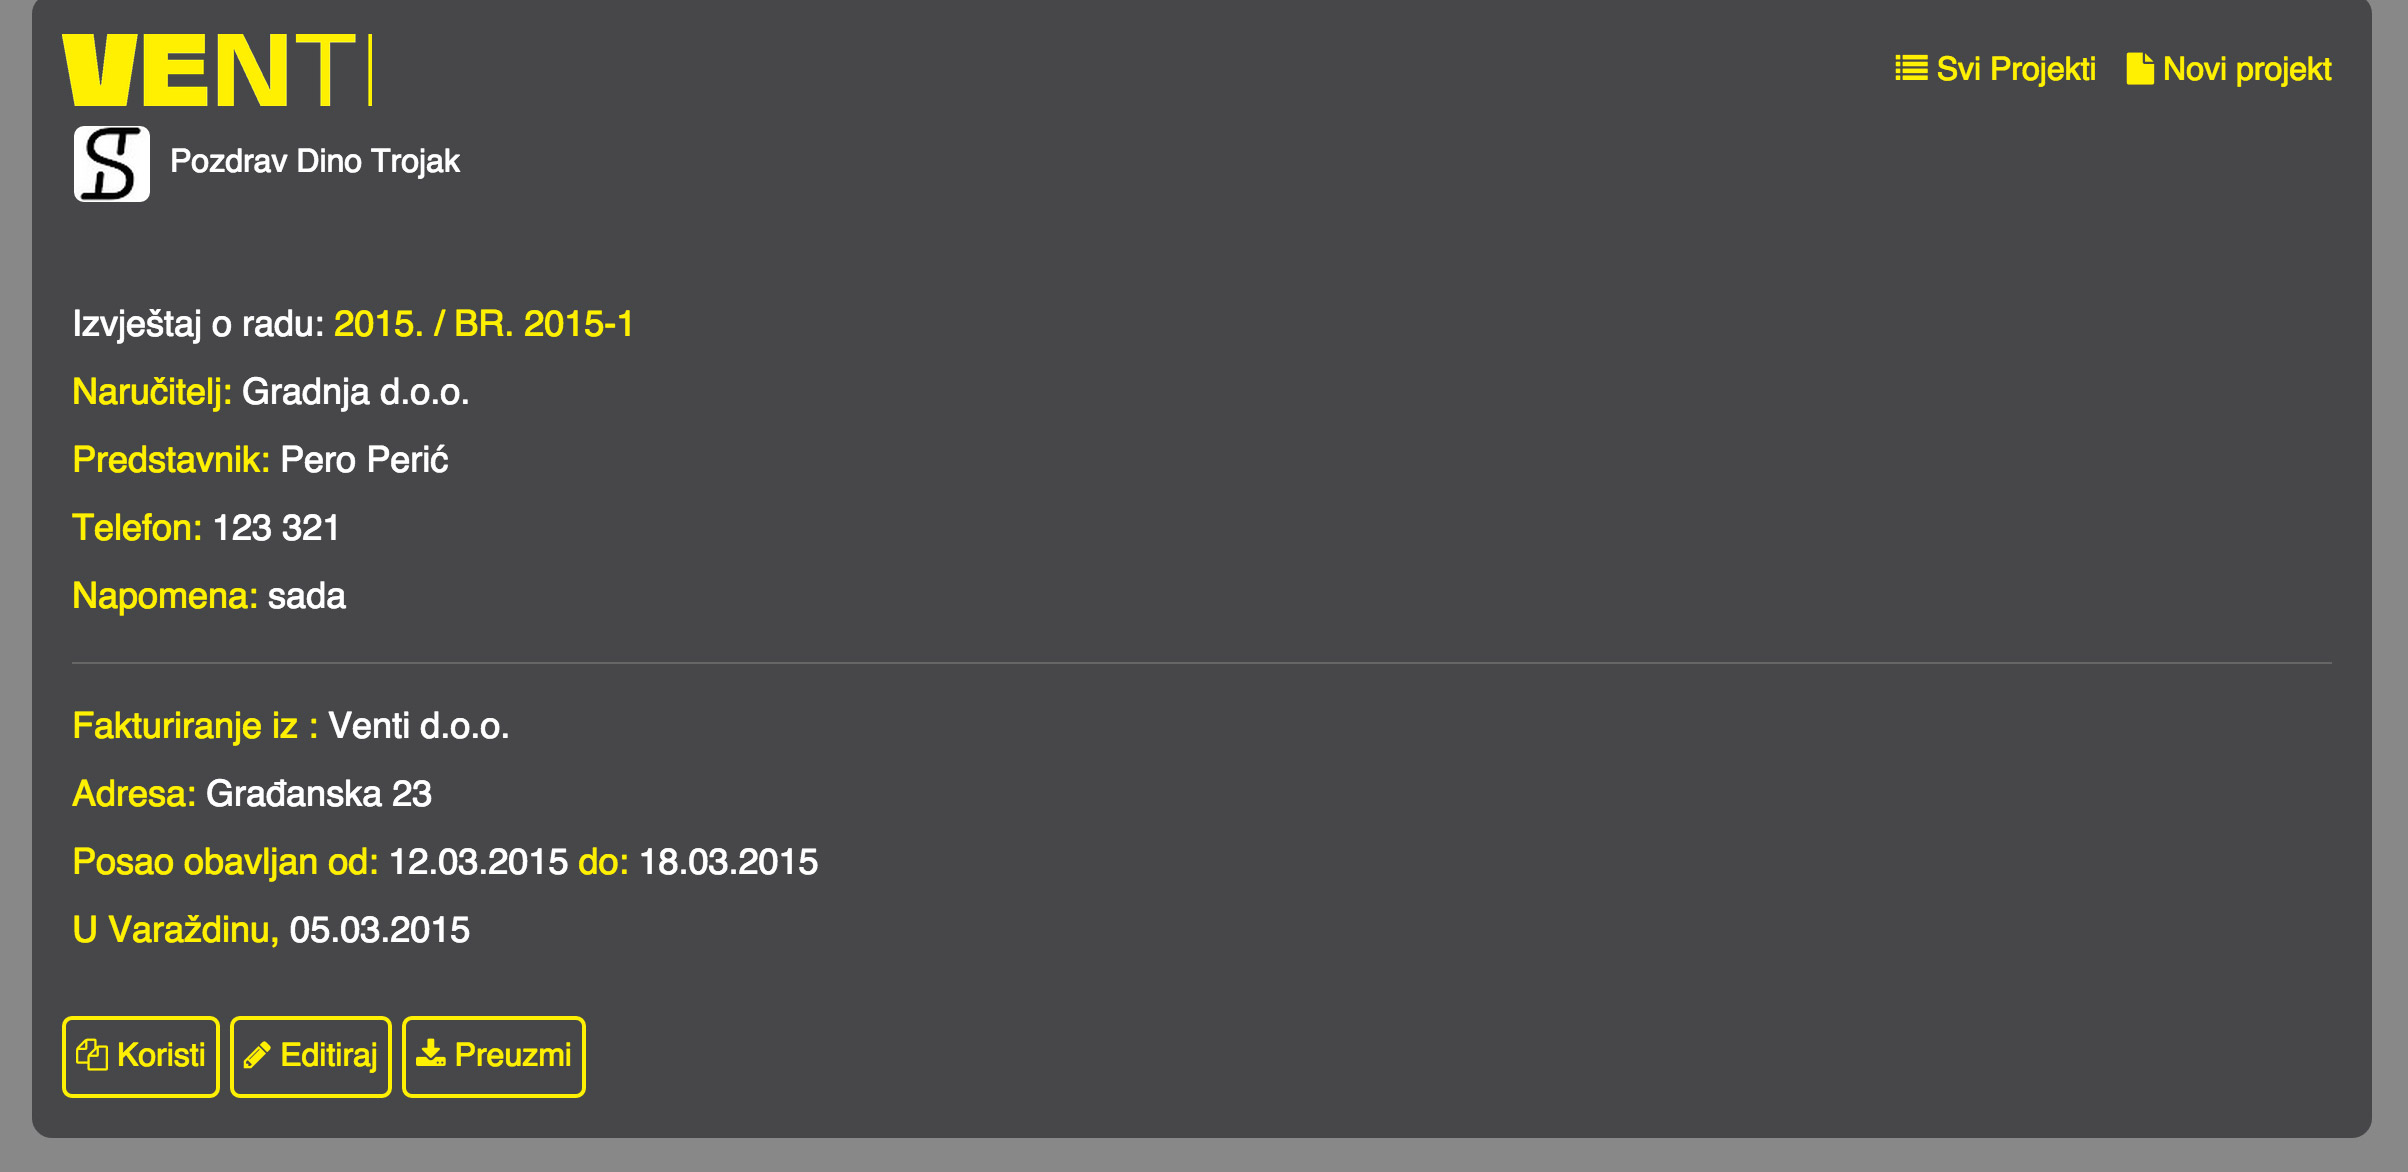 VENTI
Svi Projekti Novi projekt
Pozdrav Dino Trojak
Izvještaj o radu: 2015. / BR. 2015-1
Naručitelj: Gradnja d.o.o.
Predstavnik: Pero Perić
Telefon: 123 321
Napomena: sada
Fakturiranje iz : Venti d.o.o.
Adresa: Građanska 23
Posao obavljan od: 12.03.2015 do: 18.03.2015
U Varaždinu, 05.03.2015
Koristi Editiraj Preuzmi